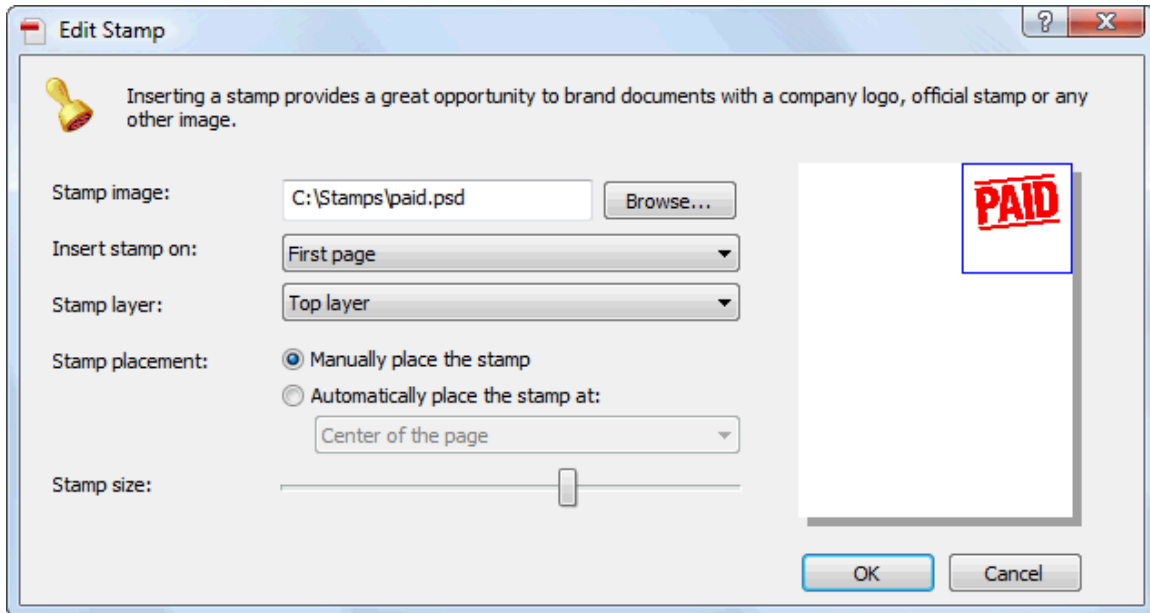 Edit Stamp
Inserting a stamp provides a great opportunity to brand documents with a company logo, official stamp or any
other image.
Stamp image:
C:\Stamps\paid.psd
Browse...
PAID
Insert stamp on:
First page
Stamp layer:
Top layer
Stamp placement:
Manually place the stamp
Automatically place the stamp at:
Center of the page
Stamp size:
OK
Cancel